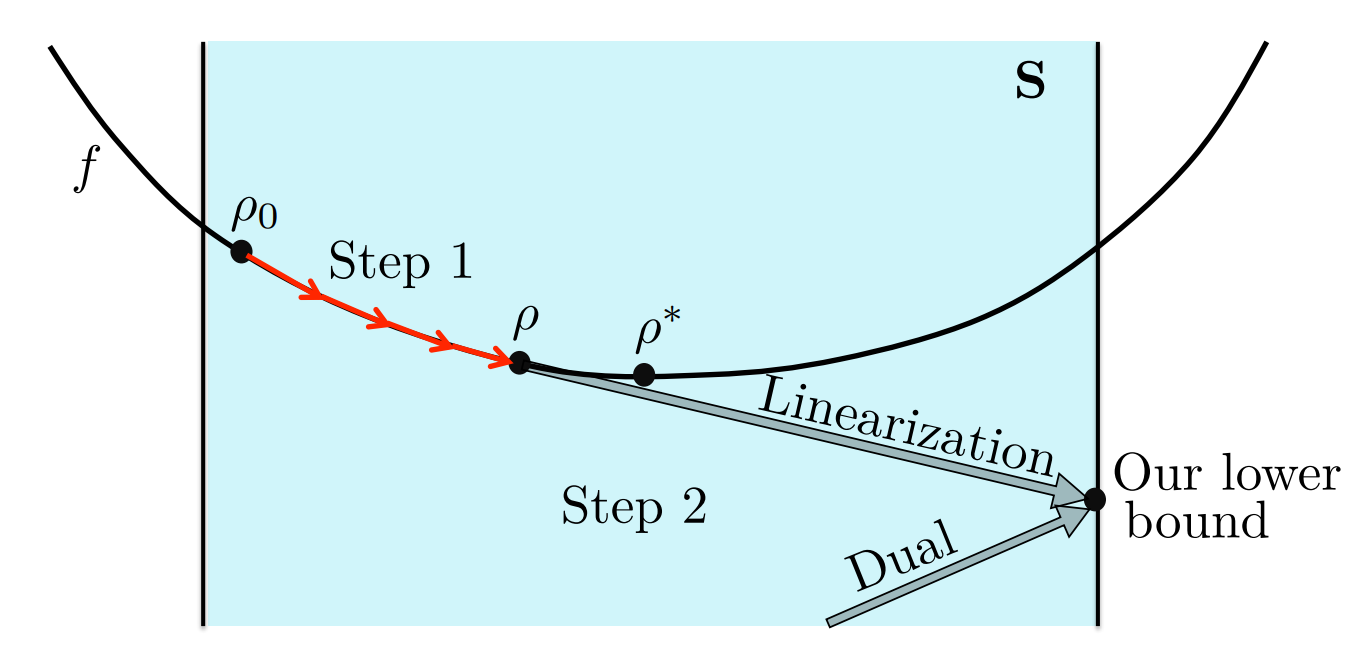 S
f
ρ₀
Step 1
ρ
ρ*
Linearization
Our lower
bound
Step 2
Dual